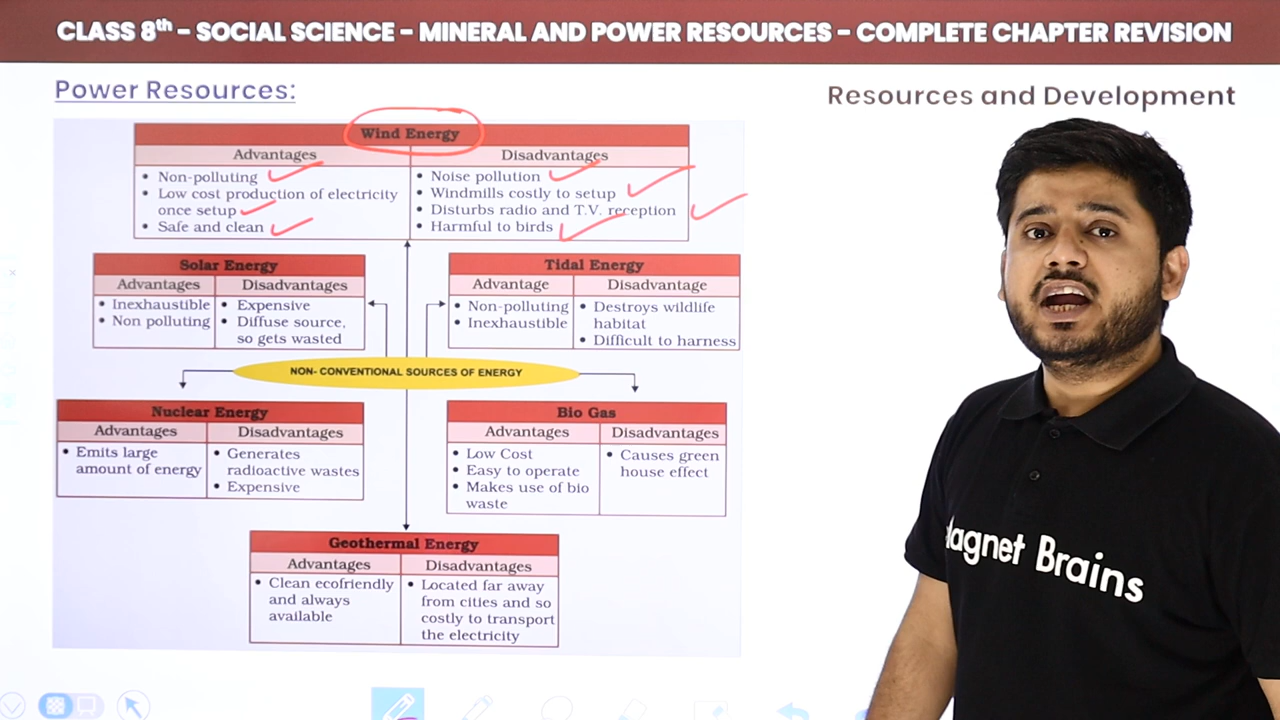 CLASS 8th - SOCIAL SCIENCE - MINERAL AND POWER RESOURCES - COMPLETE CHAPTER REVISION
Power Resources:
Resources and Development
Wind Energy
Advantages
• Non-polluting
• Low cost production of electricity
once setup
• Safe and clean
Disadvantages
• Noise pollution
• Windmills costly to setup
• Disturbs radio and T.V. reception
• Harmful to birds
Solar Energy
Advantages
• Inexhaustible
• Non polluting
Disadvantages
• Expensive
• Diffuse source,
so gets wasted
Tidal Energy
Advantage
• Non-polluting
• Inexhaustible
Disadvantage
• Destroys wildlife
habitat
• Difficult to harness
NON- CONVENTIONAL SOURCES OF ENERGY
Nuclear Energy
Advantages
• Emits large
amount of energy
Disadvantages
• Generates
radioactive wastes
• Expensive
Bio Gas
Advantages
• Low Cost
• Easy to operate
• Makes use of bio
waste
Disadvantages
• Causes green
house effect
Geothermal Energy
Advantages
• Clean ecofriendly
and always
available
Disadvantages
• Located far away
from cities and so
costly to transport
the electricity
Magnet Brains